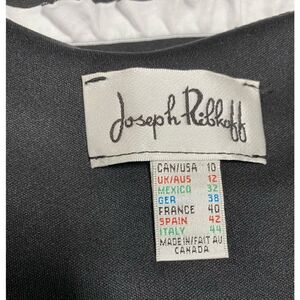 Joseph Ribkoff
CAN/USA 10
UK/AUS 12
MEXICO 32
GER 38
FRANCE 40
SPAIN 42
ITALY 44
MADE IN/FAIT AU
CANADA